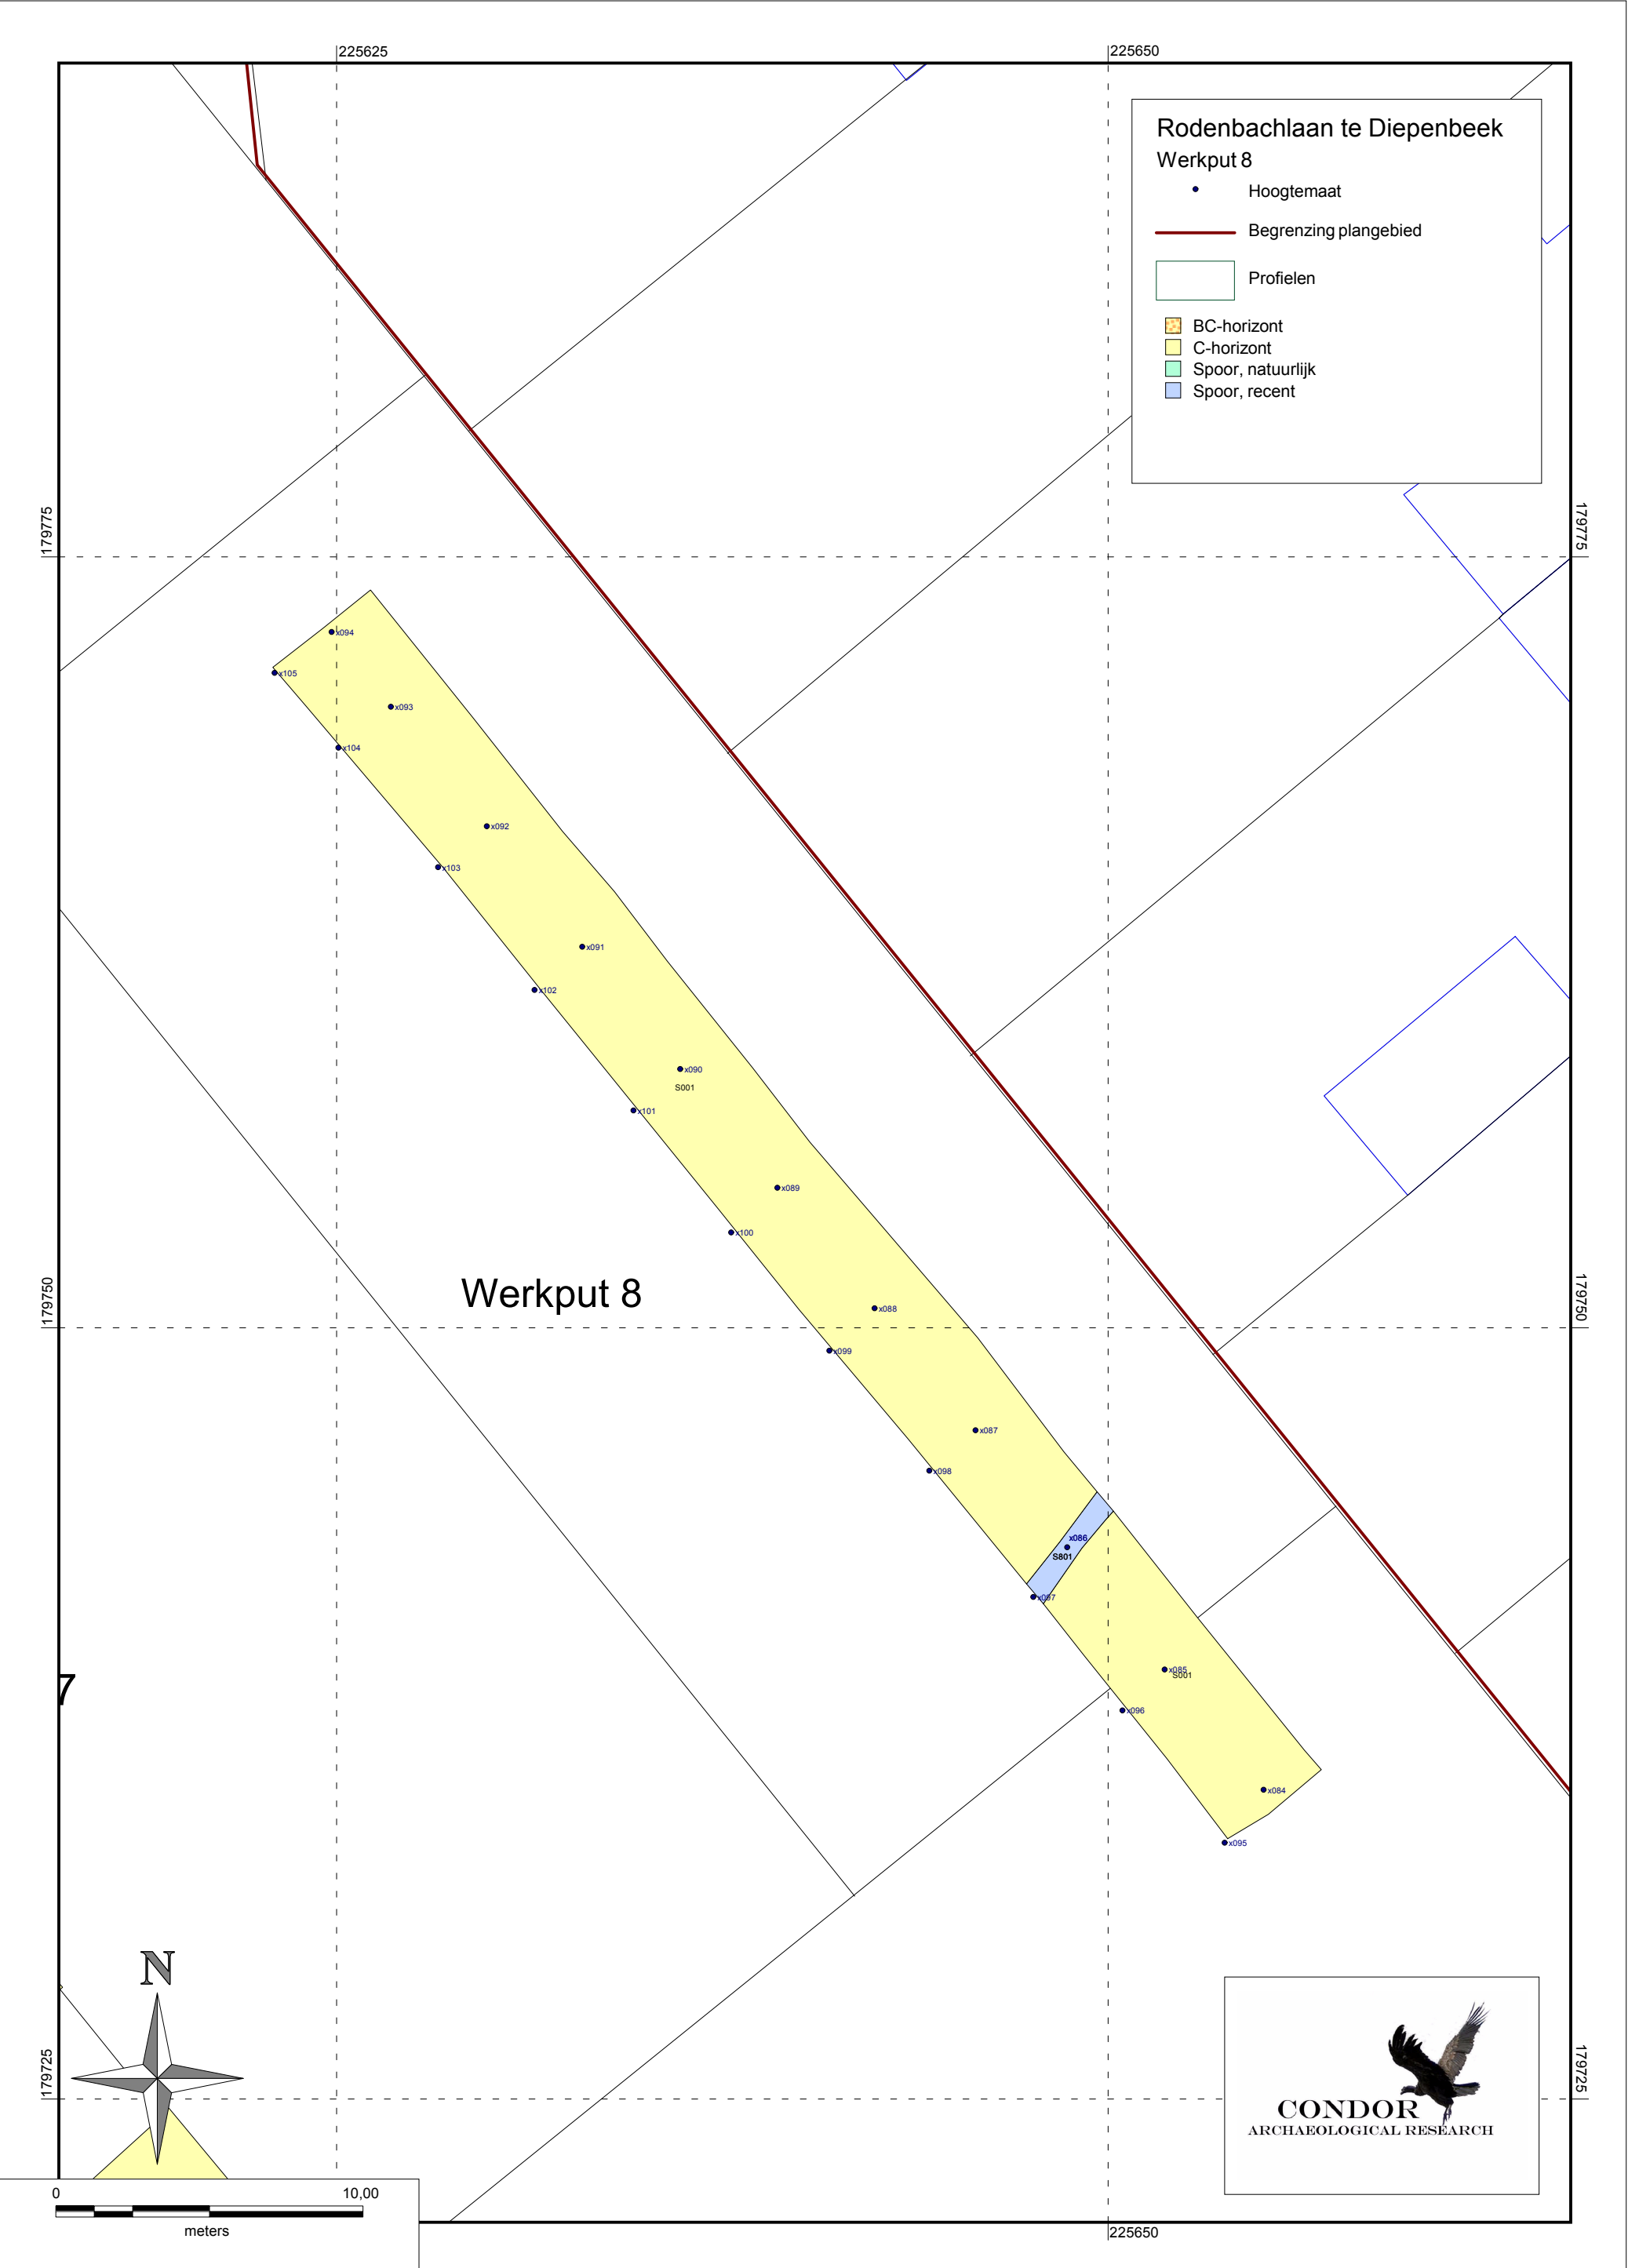 225625
225650
Rodenbachlaan te Diepenbeek
Werkput 8
Hoogtemaat
Begrenzing plangebied
Profielen
BC-horizont
C-horizont
Spoor, natuurlijk
Spoor, recent
179775
179775
x094
x105
x093
x104
x092
x103
x091
x102
x090
S001
x101
x089
x100
Werkput 8
179750
179750
x088
x099
x087
x098
x086
S801
x097
x085
S001
7
x096
x084
x095
N
179725
179725
CONDOR
ARCHAEOLOGICAL RESEARCH
0 10,00
meters
225650